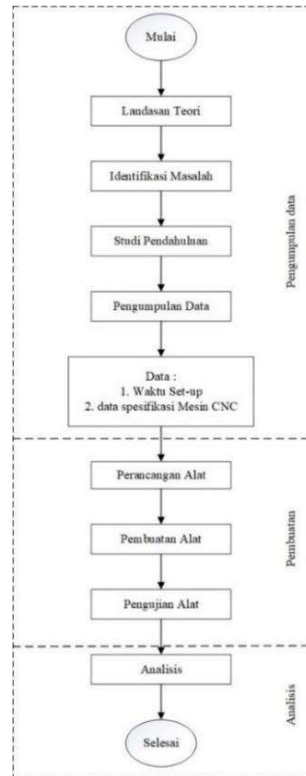 Mulai
Landasan Teori
Identifikasi Masalah
Studi Pendahuluan
Pengumpulan Data
Data :
1. Waktu Set-up
2. data spesifikasi Mesin CNC
Pengumpulan data
Perancangan Alat
Pembuatan Alat
Pengujian Alat
Pembuatan
Analisis
Selesai
Analisis